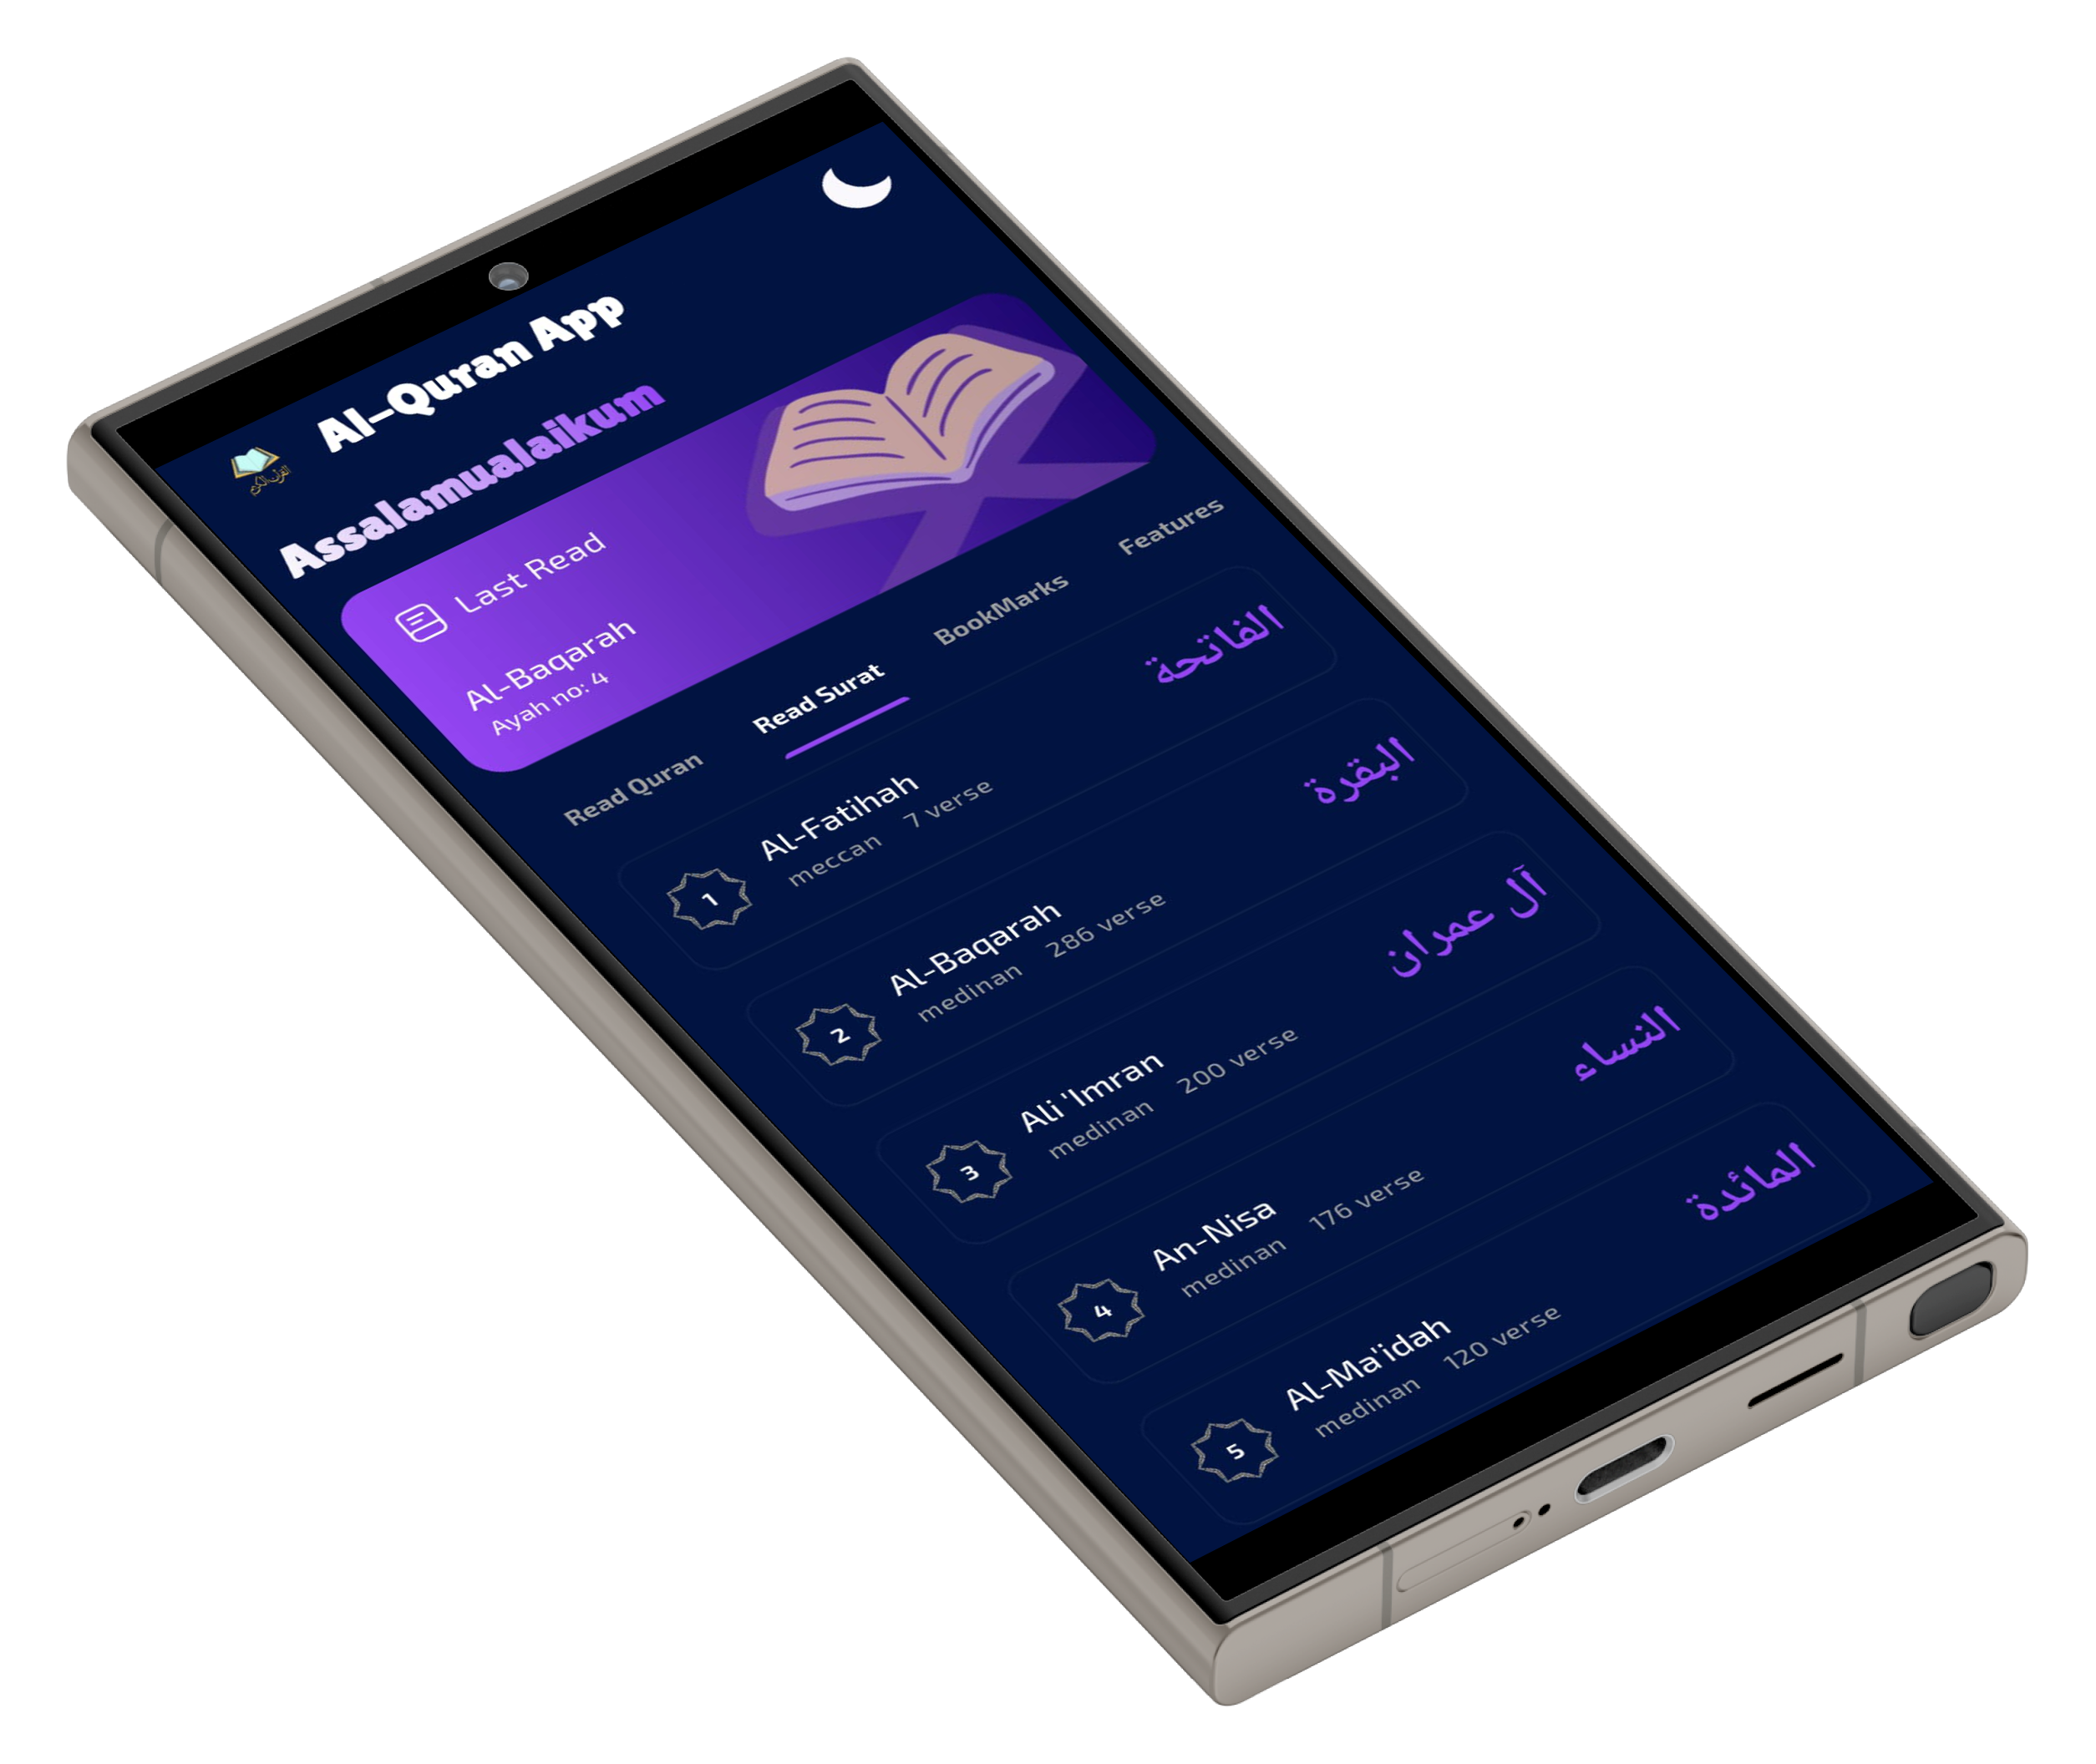 Al-Quran App
Assalamualaikum
Last Read
Al-Baqarah
Ayah no: 4
Read Quran Read Surat BookMarks Features
1 Al-Fatihah الفاتحة
meccan 7 verse
2 Al-Baqarah البقرة
medinan 286 verse
3 Ali 'Imran آل عمران
medinan 200 verse
4 An-Nisa النساء
medinan 176 verse
5 Al-Ma'idah المائدة
medinan 120 verse